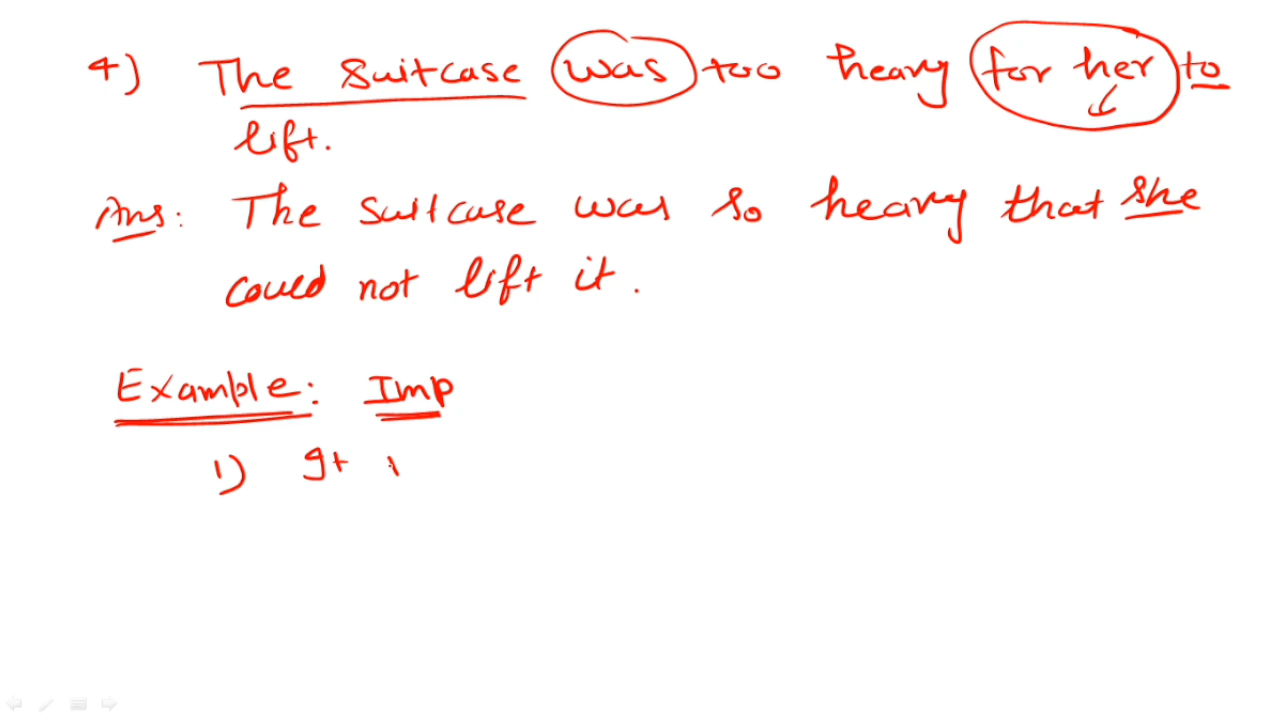 4) The suitcase was too heavy for her to
lift.
Ans: The suitcase was so heavy that she
could not lift it.
Example: Imp
1) It